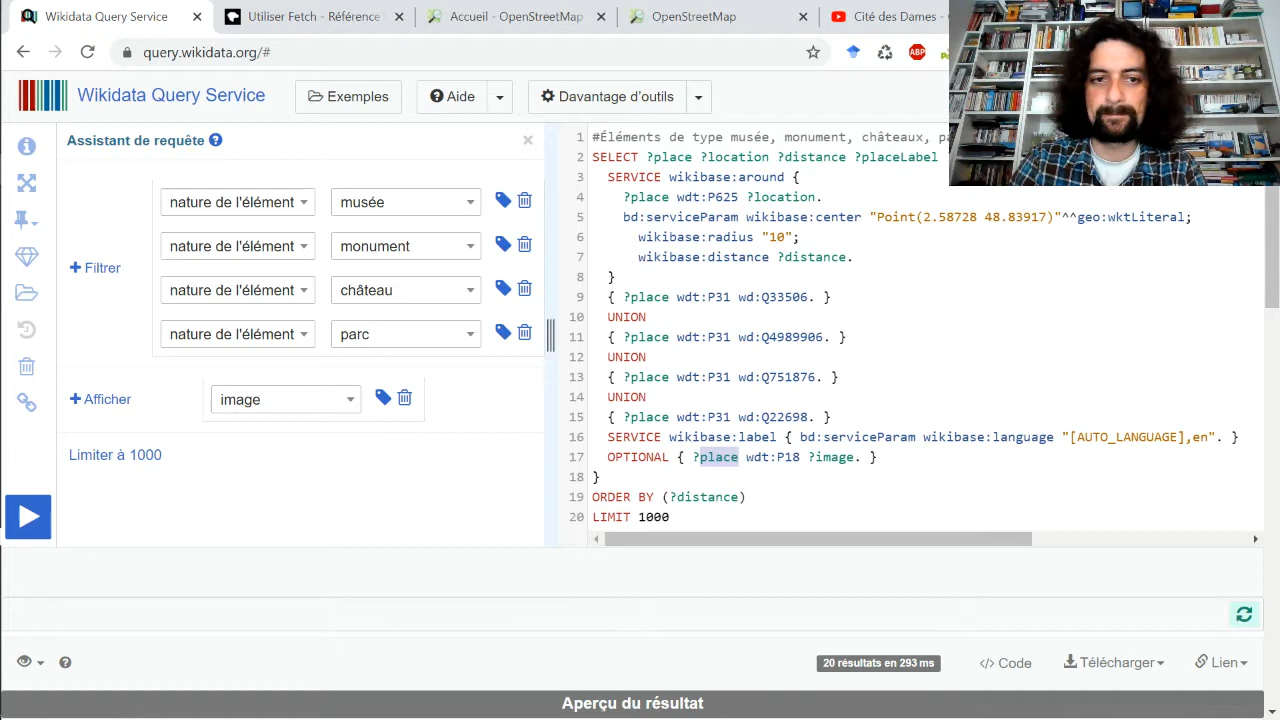 Wikidata Query Service
Utiliser Fetch - Référence
Accueil - OpenStreetMap
OpenStreetMap
Cité des Dames -
query.wikidata.org/#
ABP
Wikidata Query Service
Exemples
Aide
Davantage d'outils
Assistant de requête
nature de l'élément
musée
nature de l'élément
monument
Filtrer
nature de l'élément
château
nature de l'élément
parc
Afficher
image
Limiter à 1000
1 #Éléments de type musée, monument, châteaux, pa
2 SELECT ?place ?location ?distance ?placeLabel
3 SERVICE wikibase:around {
4 ?place wdt:P625 ?location.
5 bd:serviceParam wikibase:center "Point(2.58728 48.83917)"^^geo:wktLiteral;
6 wikibase:radius "10";
7 wikibase:distance ?distance.
8 }
9 { ?place wdt:P31 wd:Q33506. }
10 UNION
11 { ?place wdt:P31 wd:Q4989906. }
12 UNION
13 { ?place wdt:P31 wd:Q751876. }
14 UNION
15 { ?place wdt:P31 wd:Q22698. }
16 SERVICE wikibase:label { bd:serviceParam wikibase:language "[AUTO_LANGUAGE],en". }
17 OPTIONAL { ?place wdt:P18 ?image. }
18 }
19 ORDER BY (?distance)
20 LIMIT 1000
20 résultats en 293 ms
</> Code
Télécharger
Lien
Aperçu du résultat